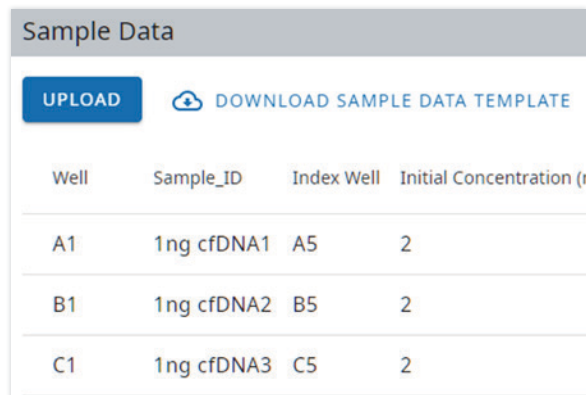 Sample Data
UPLOAD DOWNLOAD SAMPLE DATA TEMPLATE
Well Sample_ID Index Well Initial Concentration
A1 1ng cfDNA1 A5 2
B1 1ng cfDNA2 B5 2
C1 1ng cfDNA3 C5 2